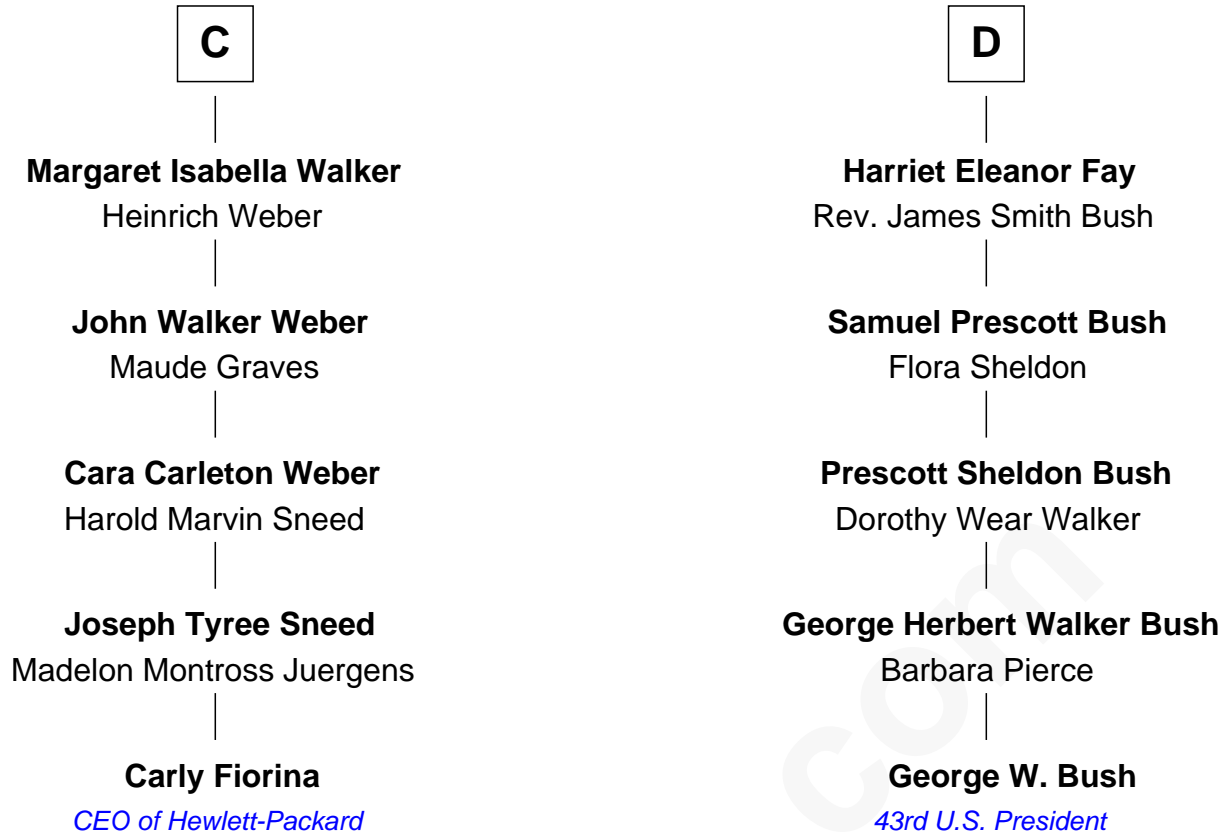 C
Margaret Isabella Walker
Heinrich Weber
John Walker Weber
Maude Graves
Cara Carleton Weber
Harold Marvin Sneed
Joseph Tyree Sneed
Madelon Montross Juergens
Carly Fiorina
CEO of Hewlett-Packard
D
Harriet Eleanor Fay
Rev. James Smith Bush
Samuel Prescott Bush
Flora Sheldon
Prescott Sheldon Bush
Dorothy Wear Walker
George Herbert Walker Bush
Barbara Pierce
George W. Bush
43rd U.S. President
com